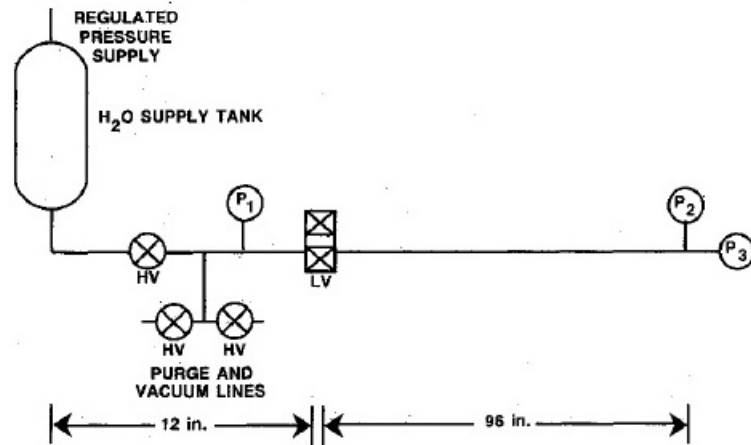 REGULATED
PRESSURE
SUPPLY
H2O SUPPLY TANK
P1
P2
P3
HV
LV
HV
HV
PURGE AND
VACUUM LINES
12 in.
96 in.